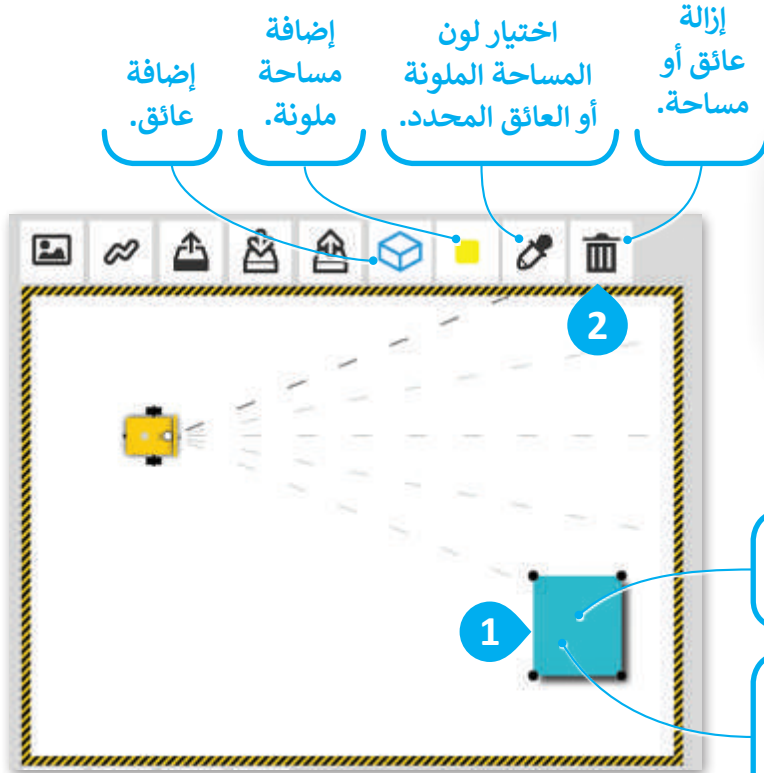 إزالة
عائق أو
مساحة.
اختيار لون
المساحة الملونة
أو العائق المحدد.
إضافة
مساحة
ملونة.
إضافة
عائق.
2
1